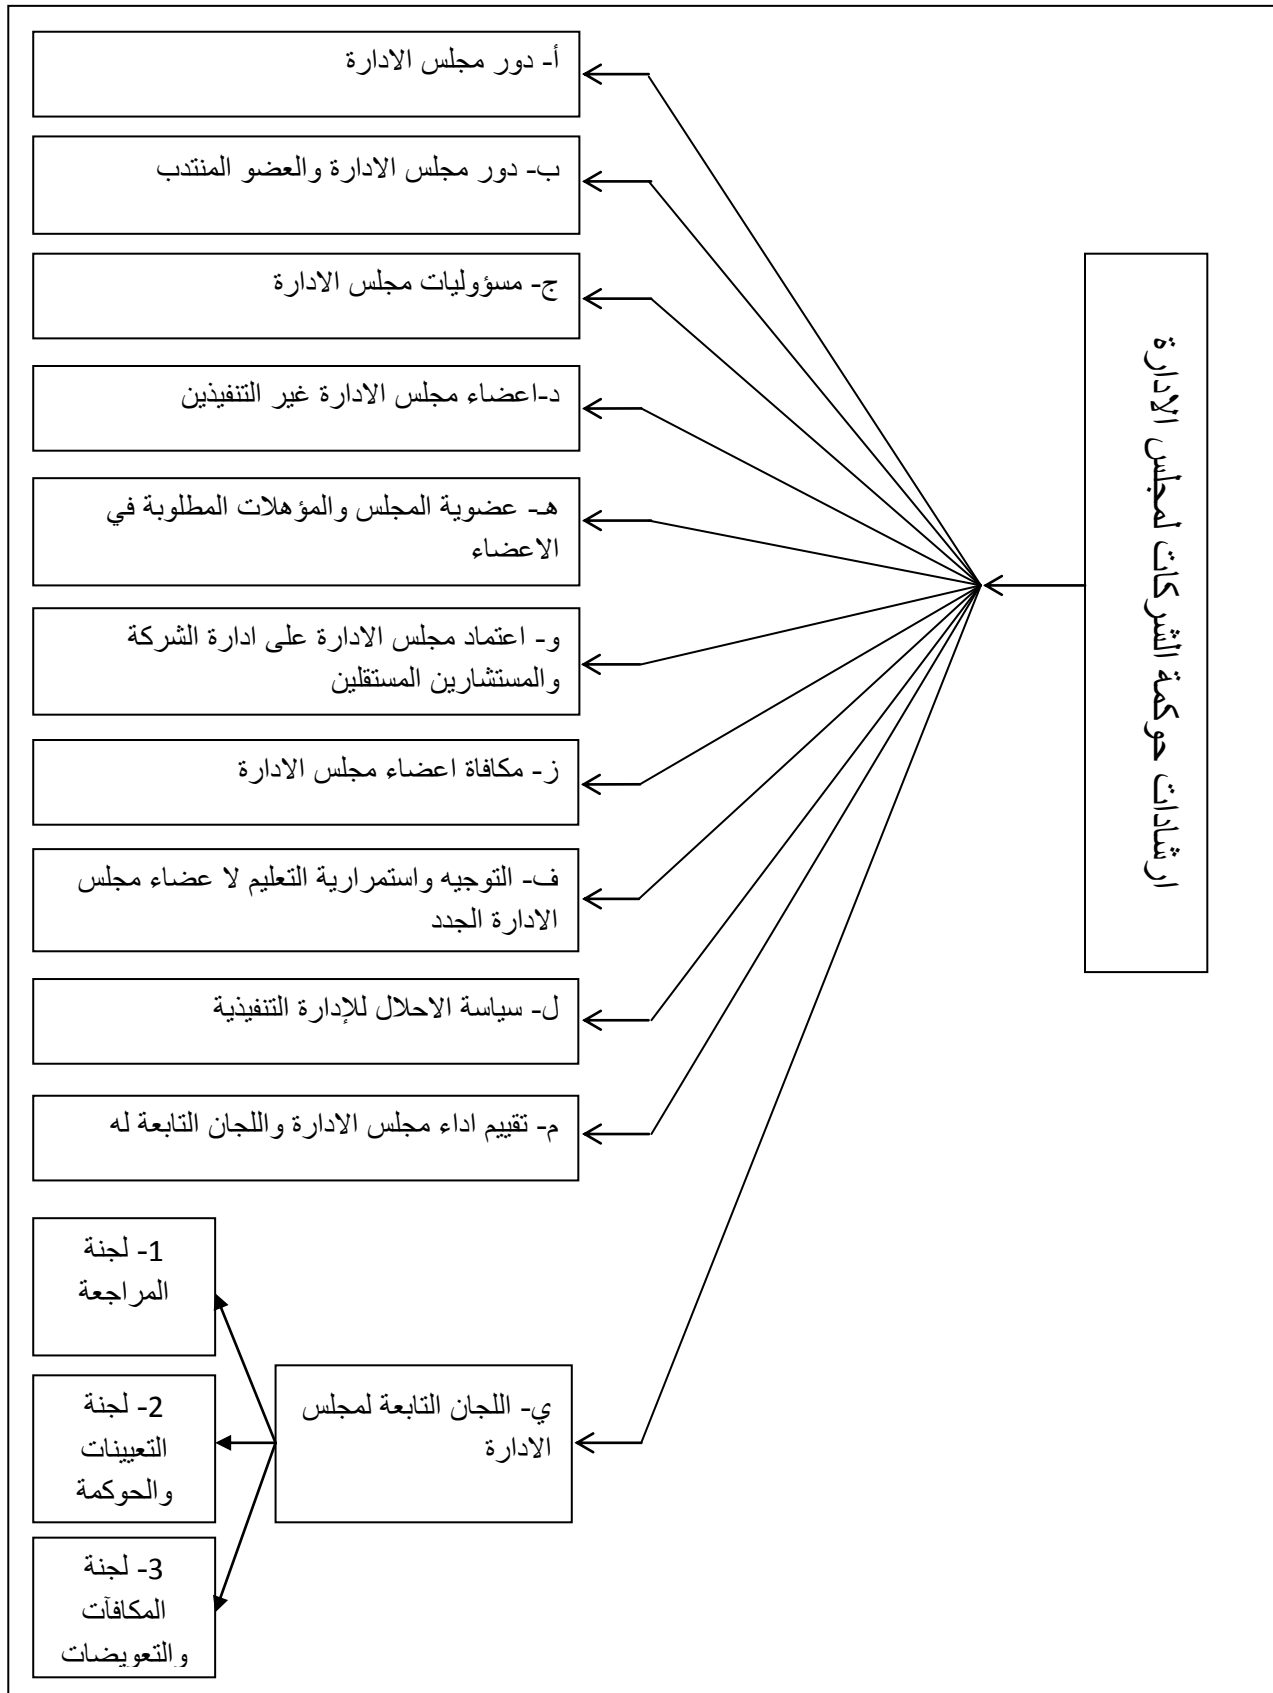 ارشادات حوكمة الشركات لمجلس الإدارة
أ- دور مجلس الادارة
ب- دور مجلس الادارة والعضو المنتدب
ج- مسؤوليات مجلس الادارة
د-اعضاء مجلس الادارة غير التنفيذين
هـ- عضوية المجلس والمؤهلات المطلوبة في
الاعضاء
و- اعتماد مجلس الادارة على ادارة الشركة
والمستشارين المستقلين
ز- مكافاة اعضاء مجلس الادارة
ف- التوجيه واستمرارية التعليم لا عضاء مجلس
الادارة الجدد
ل- سياسة الاحلال للإدارة التنفيذية
م- تقييم اداء مجلس الادارة واللجان التابعة له
ي- اللجان التابعة لمجلس
الادارة
1- لجنة
المراجعة
2- لجنة
التعيينات
والحوكمة
3- لجنة
المكافآت
والتعويضات